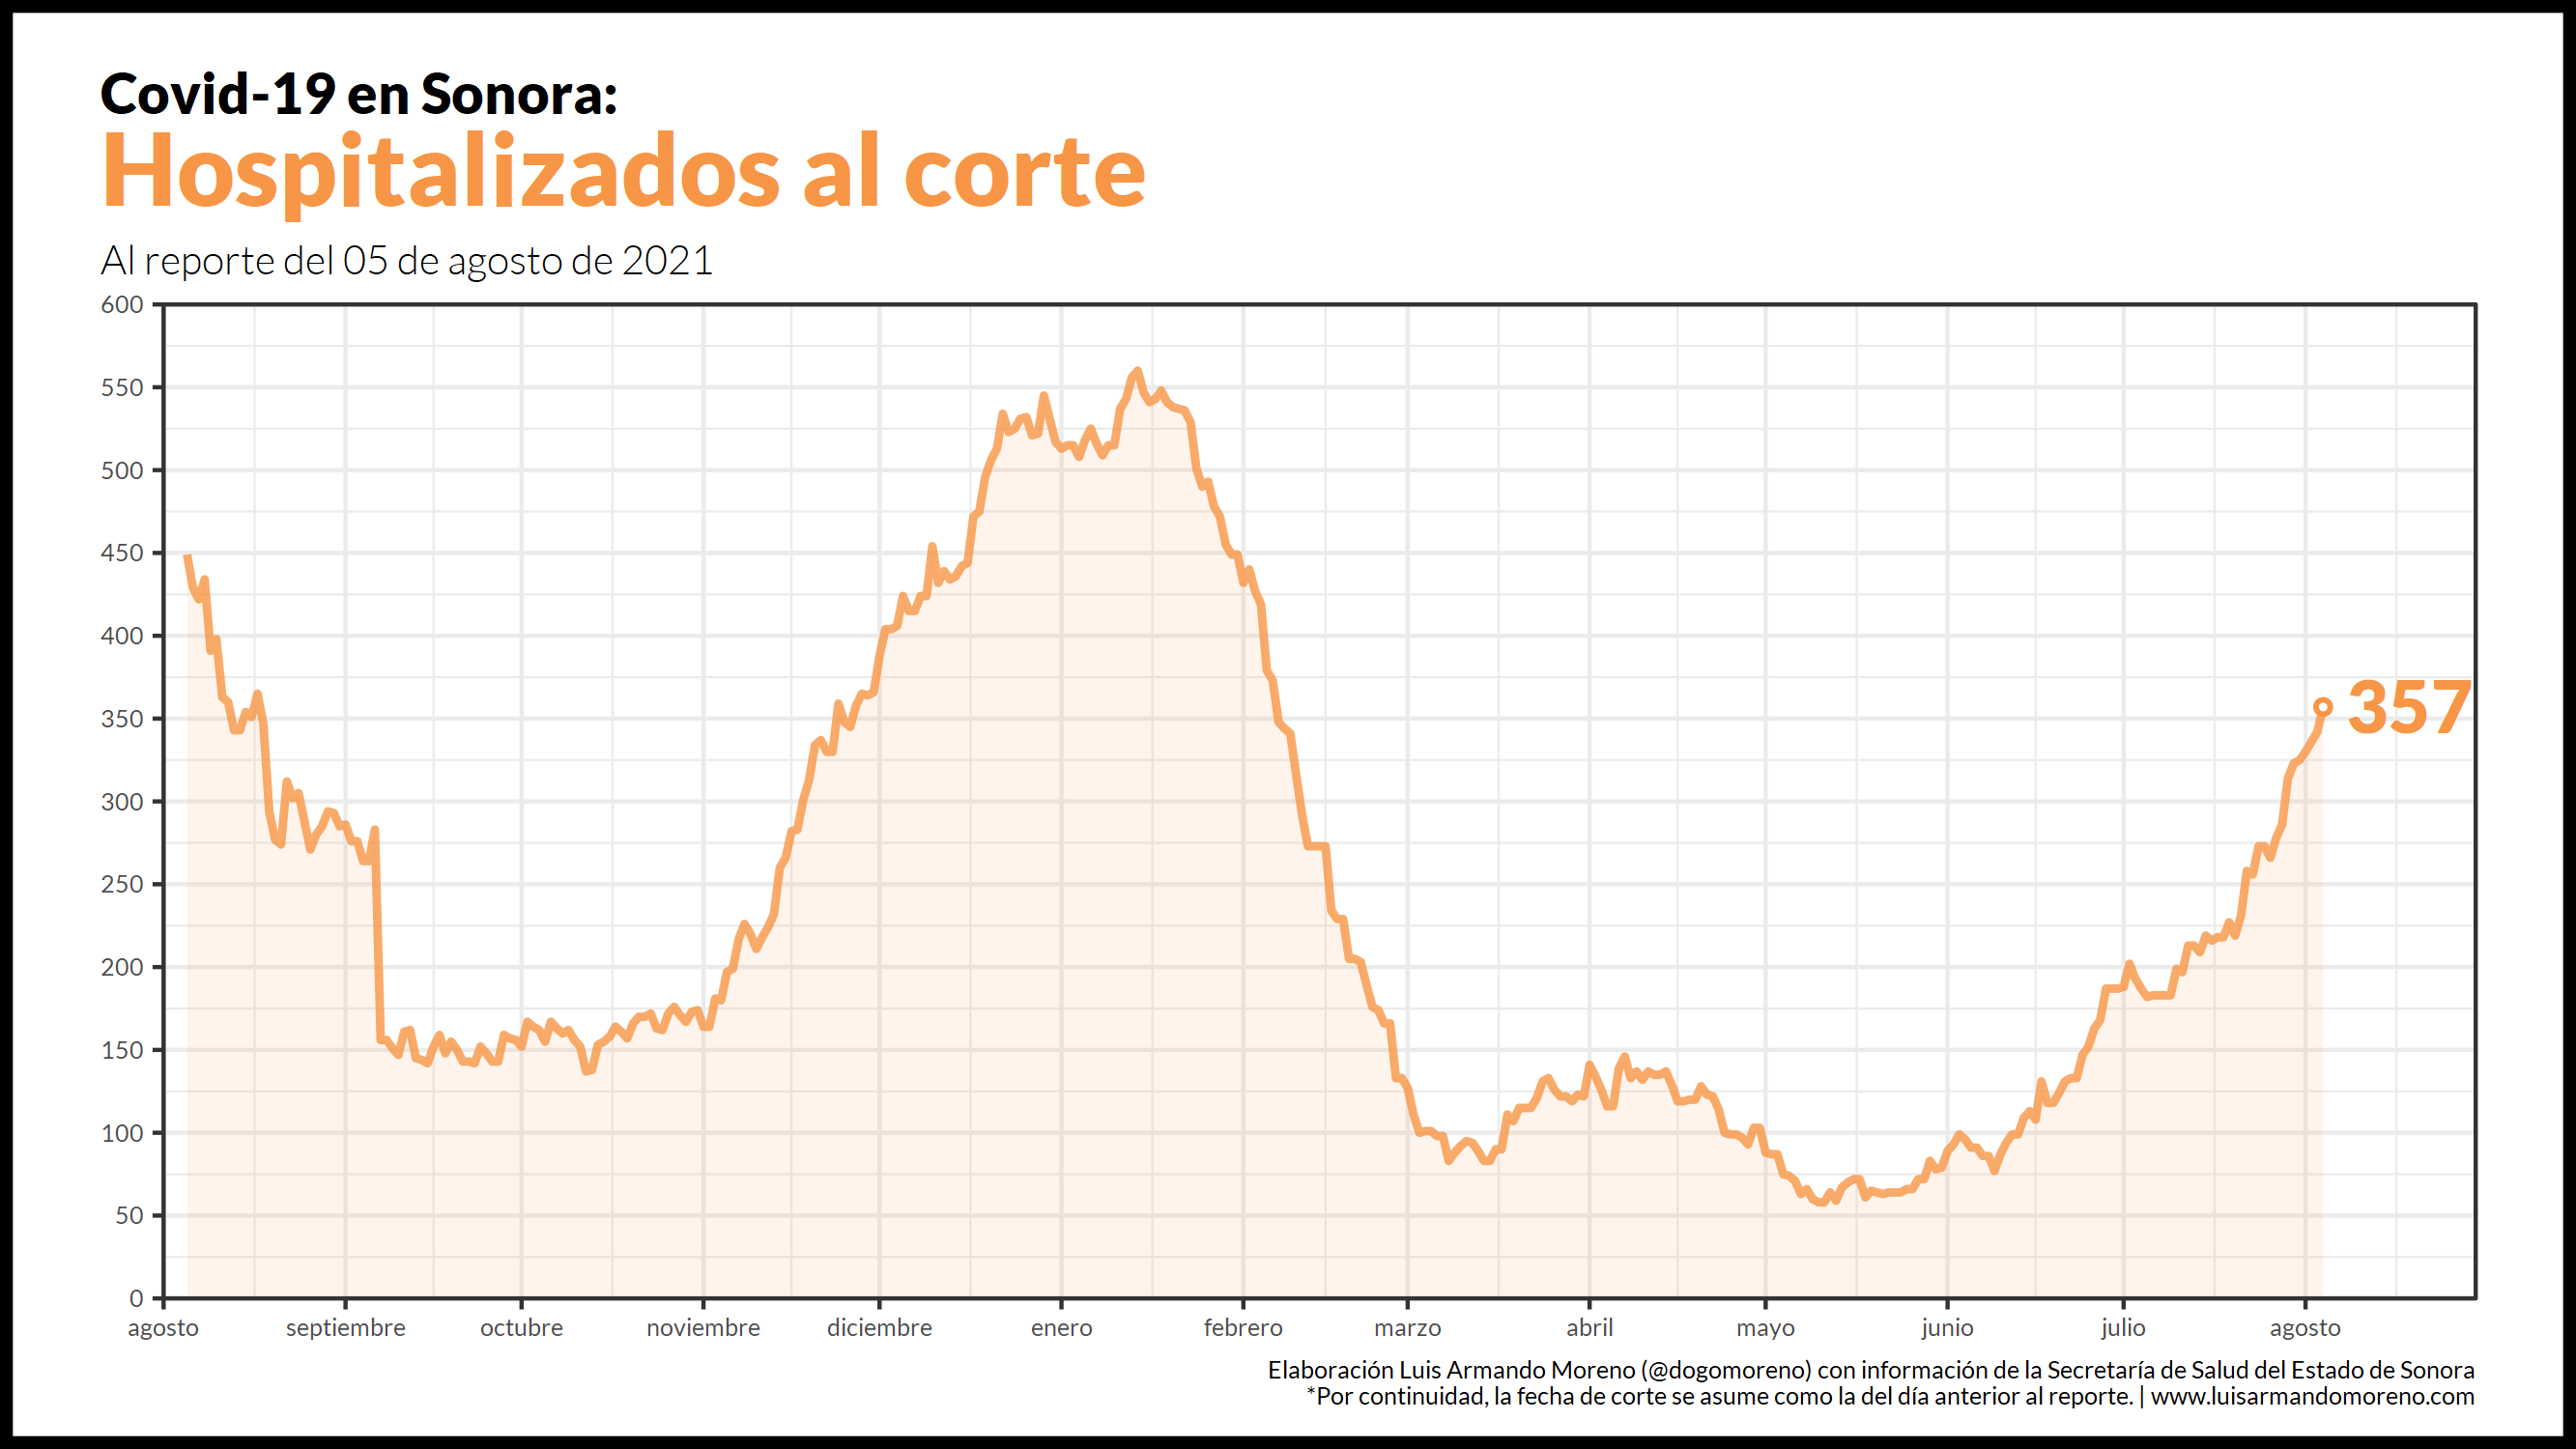 Covid-19 en Sonora:
Hospitalizados al corte
Al reporte del 05 de agosto de 2021
600
550
500
450
400
350
300
250
200
150
100
50
0
357
agosto septiembre octubre noviembre diciembre enero febrero marzo abril mayo junio julio agosto
Elaboración Luis Armando Moreno (@dogomoreno) con información de la Secretaría de Salud del Estado de Sonora
*Por continuidad, la fecha de corte se asume como la del día anterior al reporte. | www.luisarmandomoreno.com